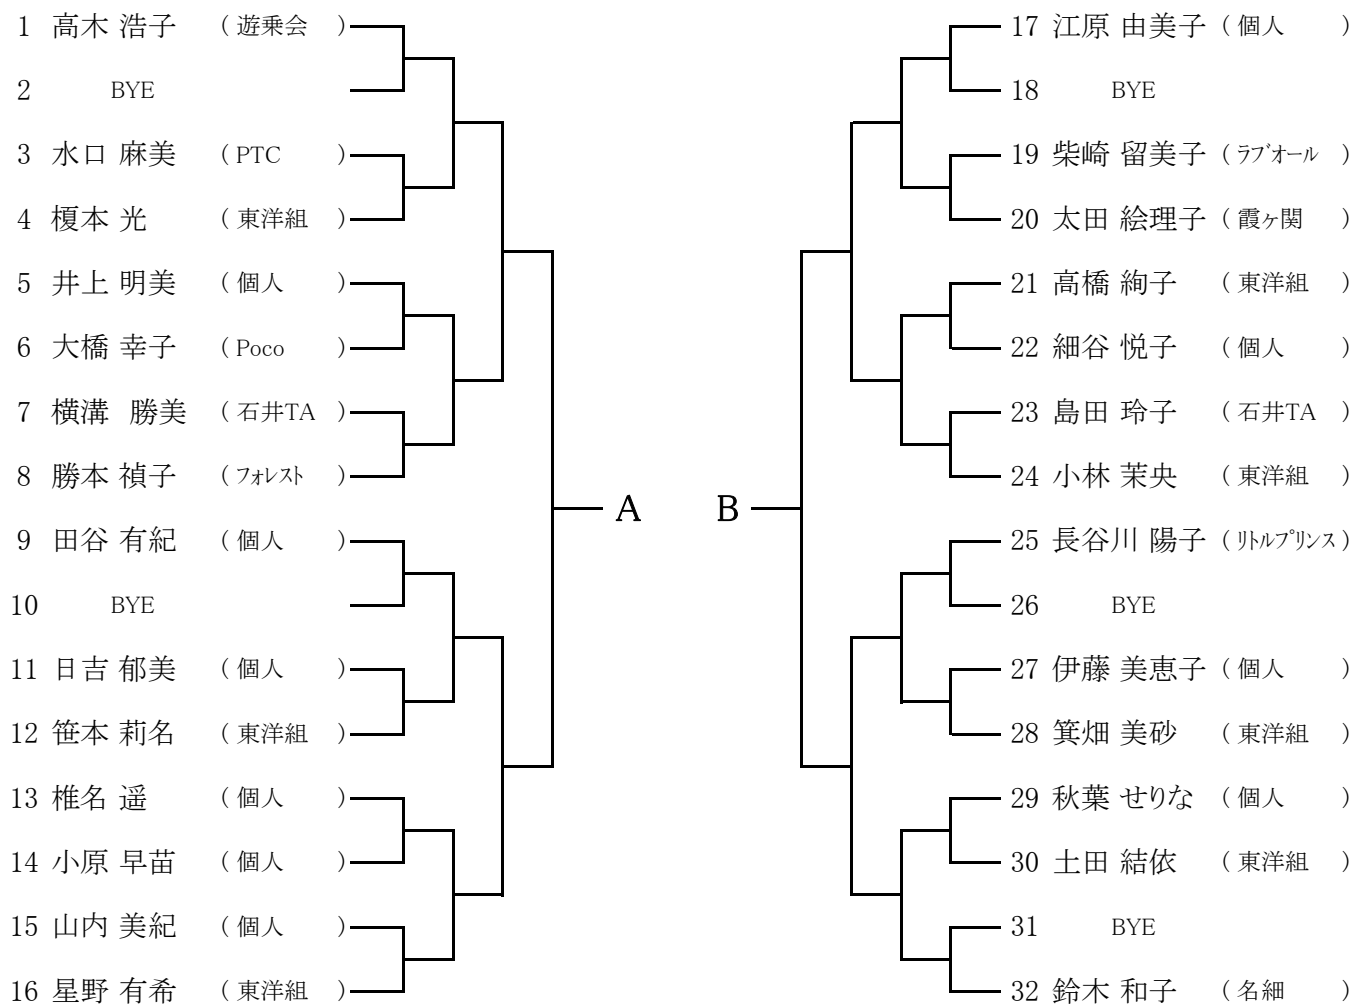 1 高木 浩子 ( 遊乗会 )
2 BYE
3 水口 麻美 ( PTC )
4 榎本 光 ( 東洋組 )
5 井上 明美 ( 個人 )
6 大橋 幸子 ( Poco )
7 横溝 勝美 ( 石井TA )
8 勝本 禎子 ( フォレスト )
9 田谷 有紀 ( 個人 )
10 BYE
11 日吉 郁美 ( 個人 )
12 笹本 莉名 ( 東洋組 )
13 椎名 遥 ( 個人 )
14 小原 早苗 ( 個人 )
15 山内 美紀 ( 個人 )
16 星野 有希 ( 東洋組 )
A
B
17 江原 由美子 ( 個人 )
18 BYE
19 柴崎 留美子 ( ラブオール )
20 太田 絵理子 ( 霞ヶ関 )
21 高橋 絢子 ( 東洋組 )
22 細谷 悦子 ( 個人 )
23 島田 玲子 ( 石井TA )
24 小林 茉央 ( 東洋組 )
25 長谷川 陽子 ( リトルプリンス )
26 BYE
27 伊藤 美恵子 ( 個人 )
28 箕畑 美砂 ( 東洋組 )
29 秋葉 せりな ( 個人 )
30 土田 結依 ( 東洋組 )
31 BYE
32 鈴木 和子 ( 名細 )